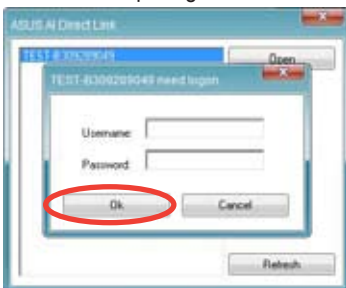 ASUS AI Direct Link
TEST-B309289049
Open
TEST-B309289049 need logon
Username
Password
Ok
Cancel
Refresh